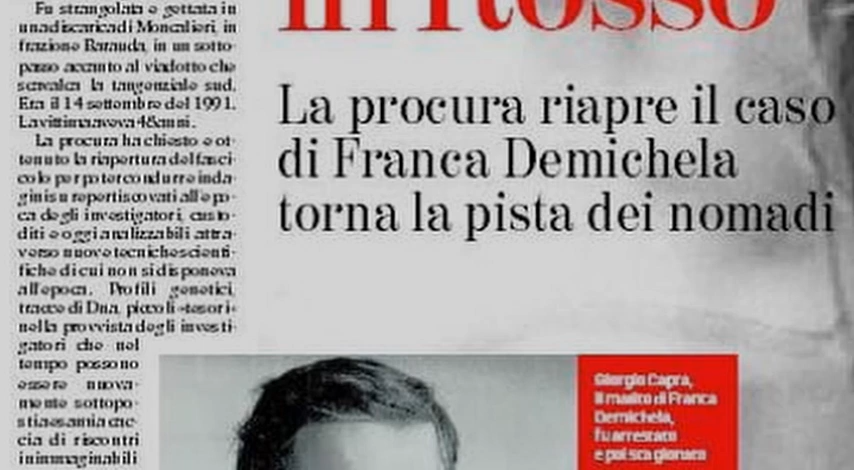 Fu strangolata e gettata in
una discarica di Moncalieri, in
frazione Barauda, in un sotto-
passo accanto al viadotto che
scavalca la tangenziale sud.
Era il 14 settembre del 1991.
La vittima aveva 48 anni.
La procura ha chiesto e ot-
tenuto la riapertura del fasci-
colo per poter condurre inda-
gini su reperti scovati all'epo-
ca degli investigatori, custo-
diti e oggi analizzabili attra-
verso nuove tecniche scienti-
fiche di cui non si disponeva
all'epoca. Profili genetici,
tracce di Dna, piccoli «tesori»
nella provvista degli investi-
gatori che nel
tempo possono
essere nuova-
mente sottopo-
sti a esami a cac-
cia di riscontri
inimmaginabili
in Rosso
La procura riapre il caso
di Franca Demichela
torna la pista dei nomadi
Giorgio Capra,
il marito di Franca
Demichela,
fu arrestato
e poi scagionato